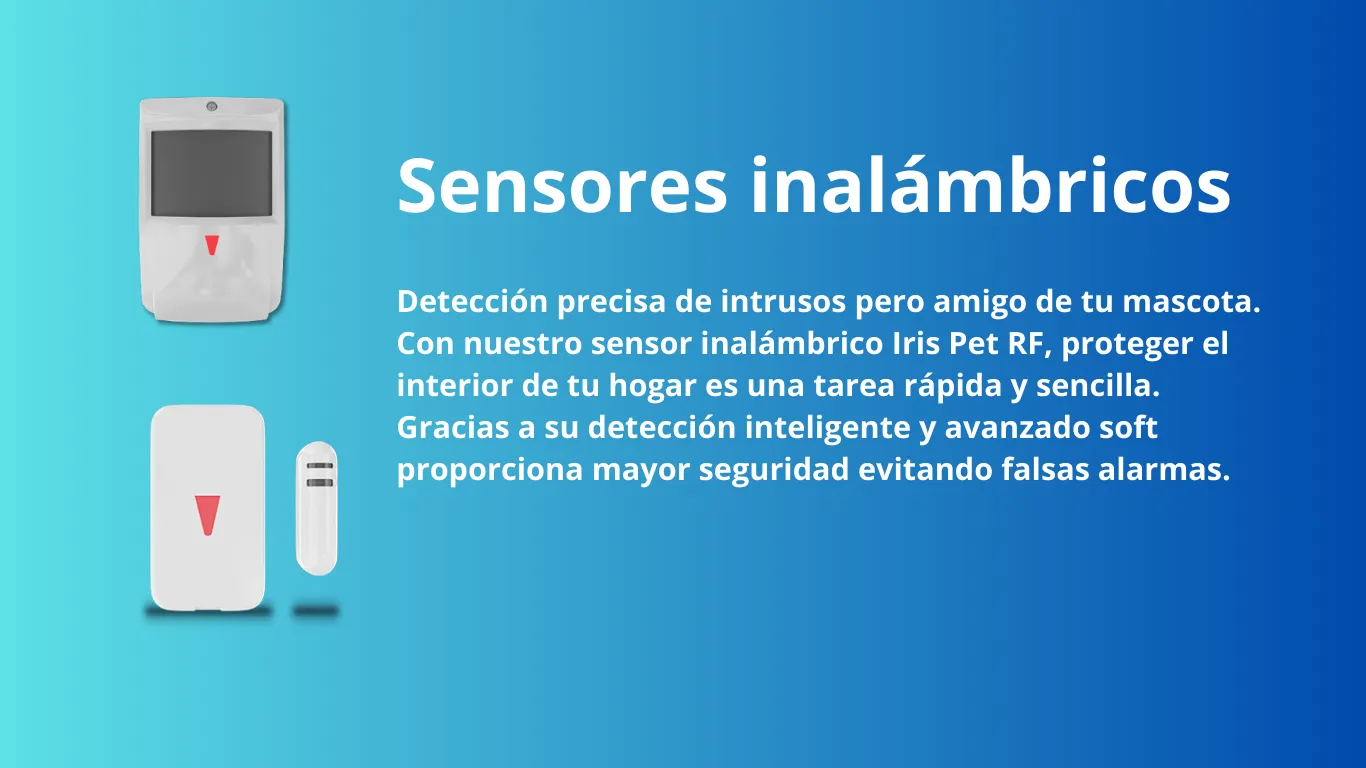 Sensores inalámbricos
Detección precisa de intrusos pero amigo de tu mascota.
Con nuestro sensor inalámbrico Iris Pet RF, proteger el
interior de tu hogar es una tarea rápida y sencilla.
Gracias a su detección inteligente y avanzado soft
proporciona mayor seguridad evitando falsas alarmas.